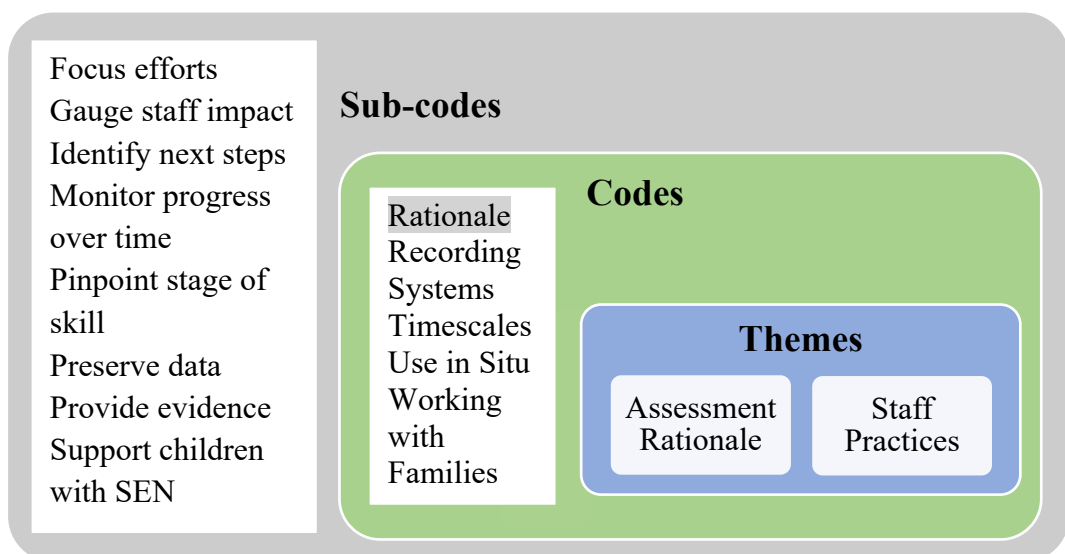 Focus efforts
Gauge staff impact
Identify next steps
Monitor progress
over time
Pinpoint stage of
skill
Preserve data
Provide evidence
Support children
with SEN
Sub-codes
Rationale
Recording
Systems
Timescales
Use in Situ
Working
with
Families
Codes
Themes
Assessment
Rationale
Staff
Practices